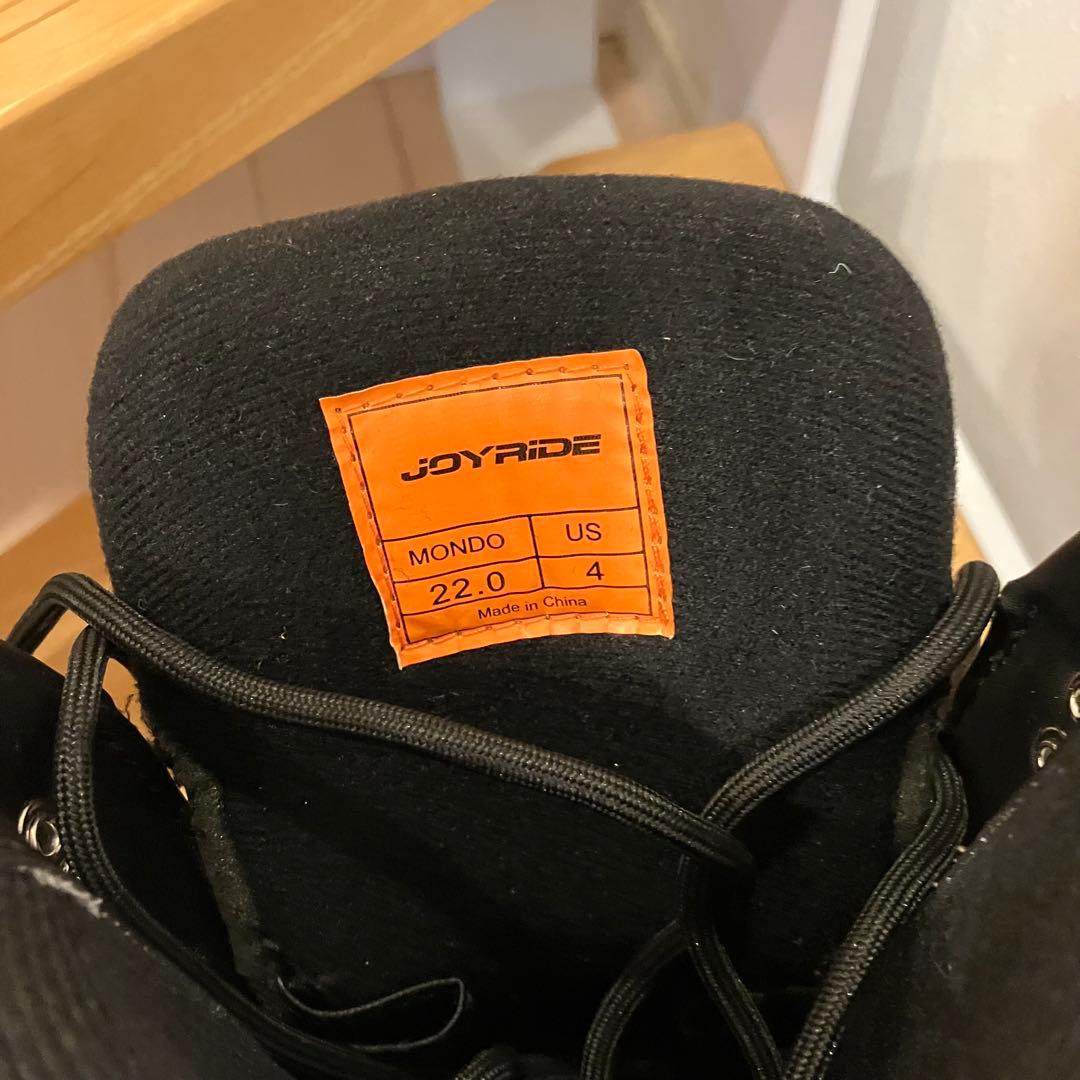 JOYRiDE
MONDO US
22.0 4
Made in China